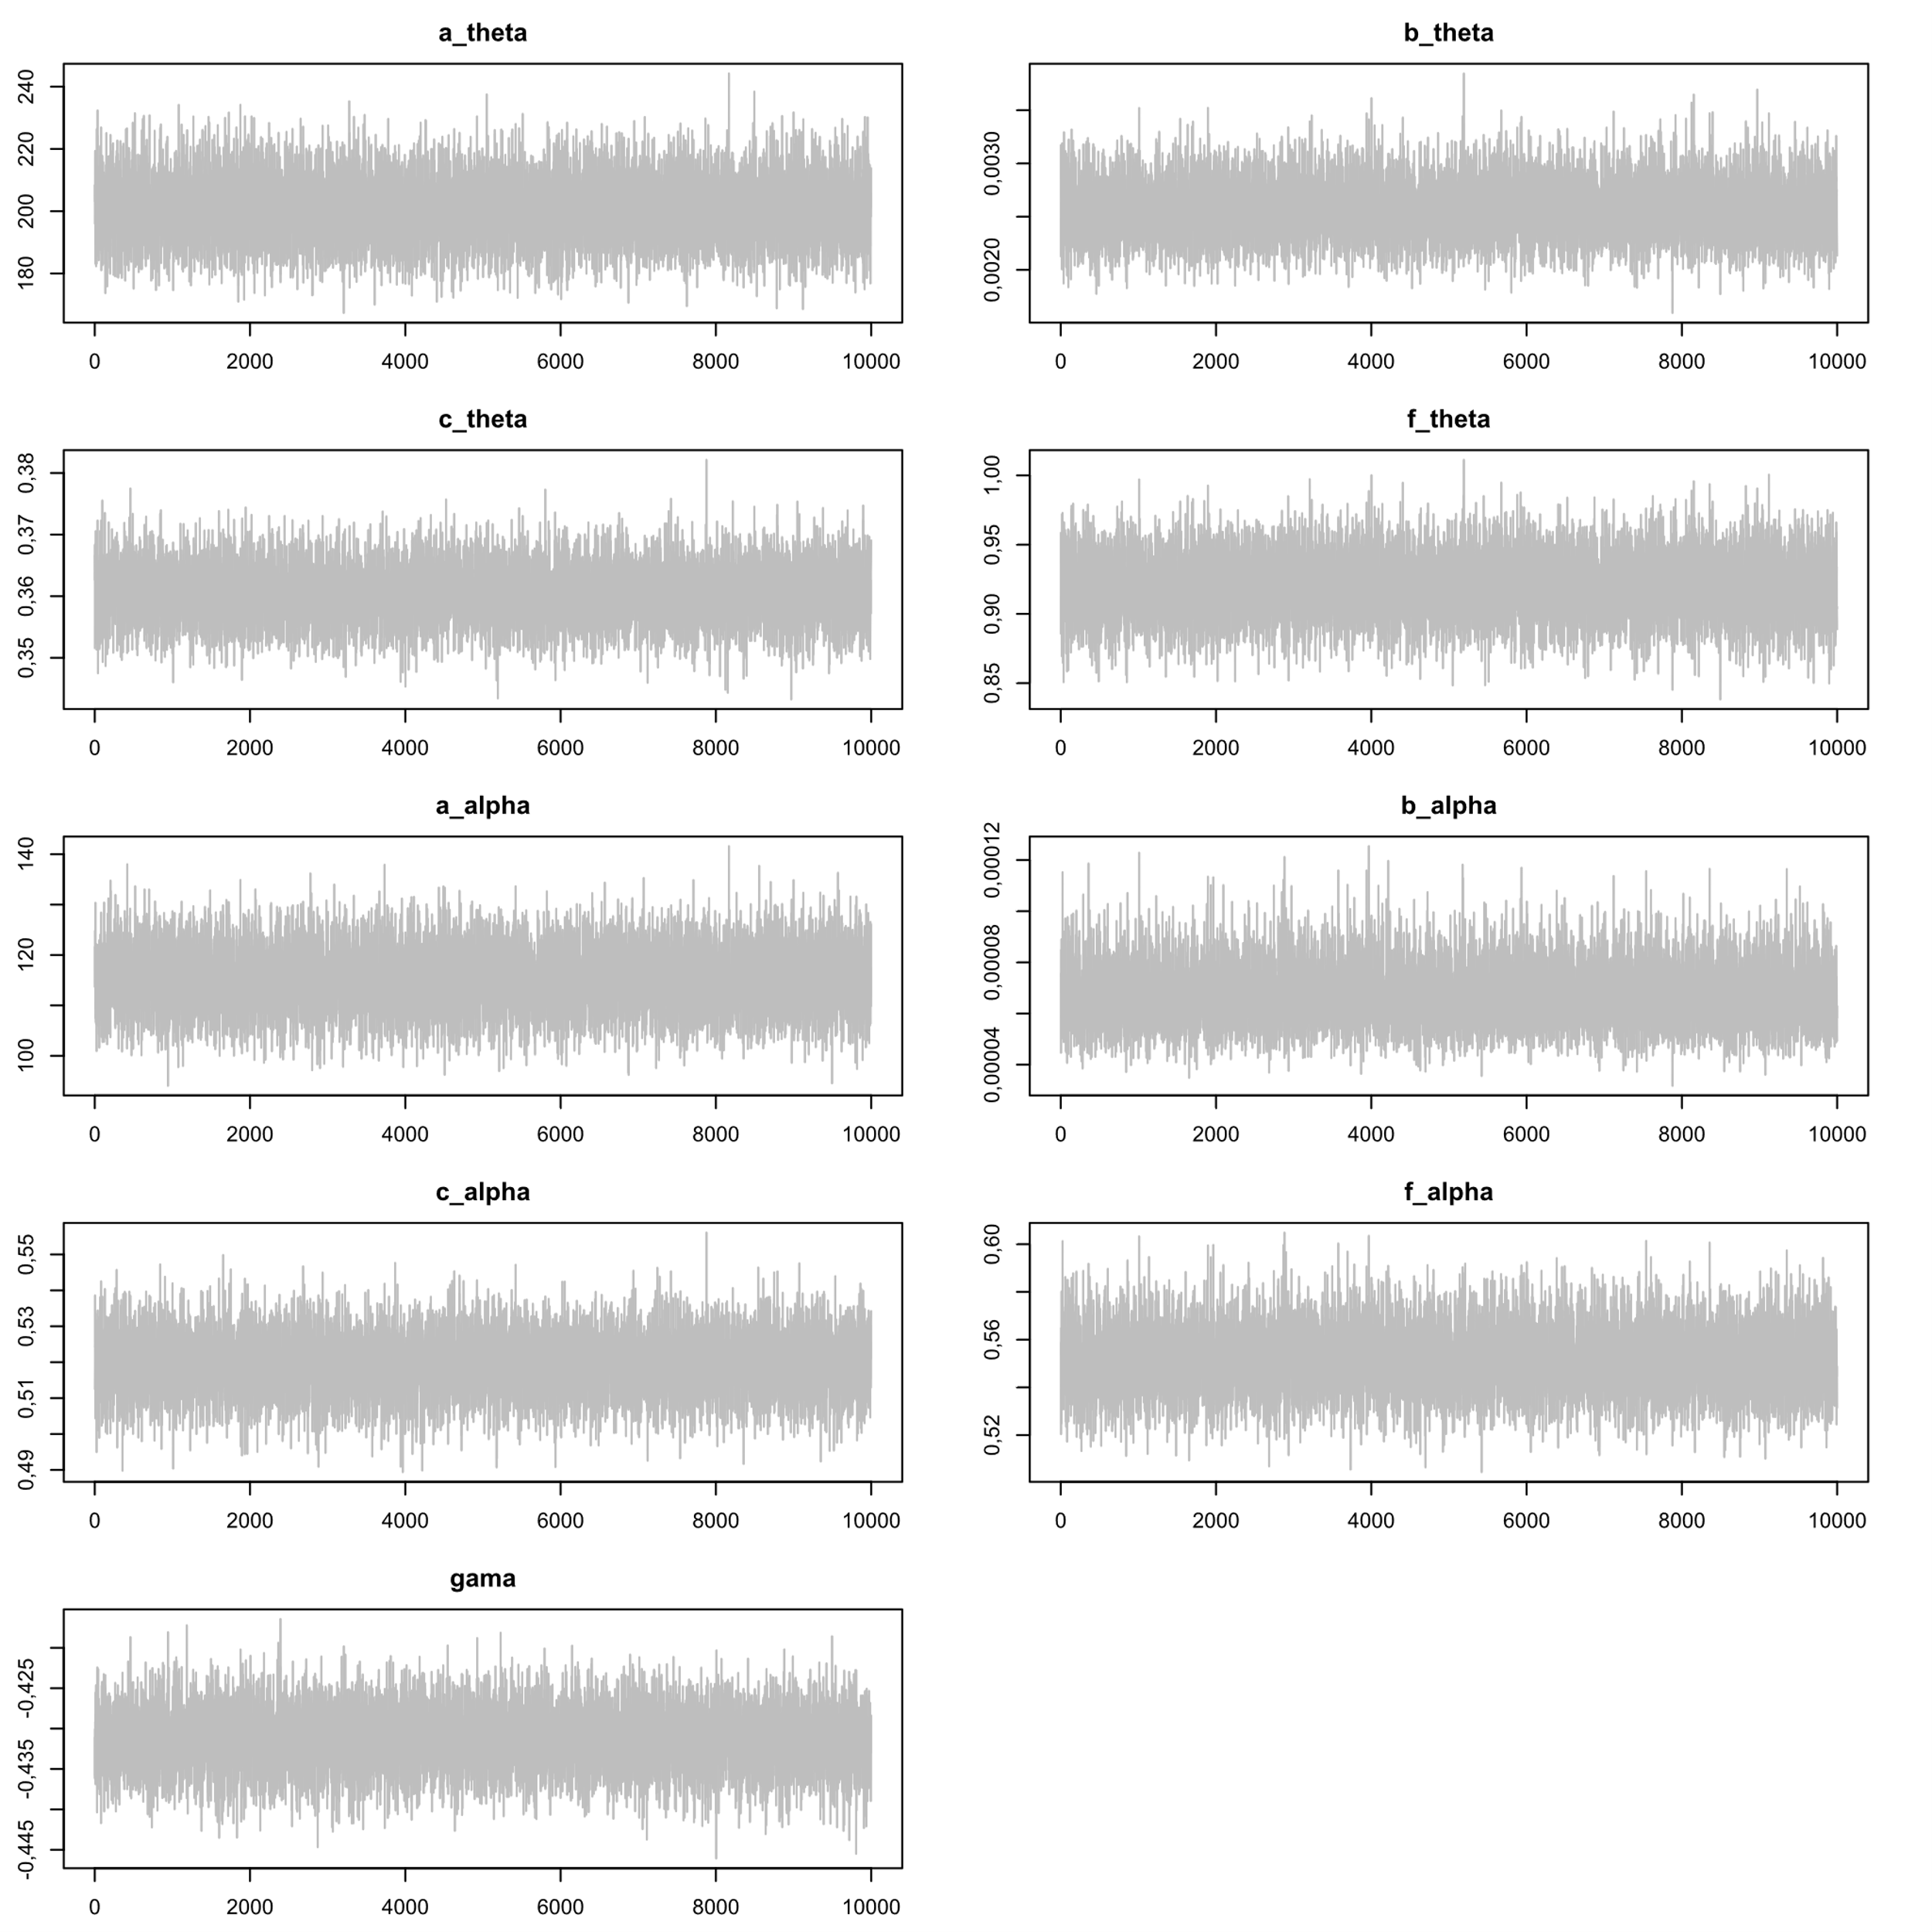 a_theta
240
220
200
180
0 2000 4000 6000 8000 10000
b_theta
0,0030
0,0020
0 2000 4000 6000 8000 10000
c_theta
0,38
0,37
0,36
0,35
0 2000 4000 6000 8000 10000
f_theta
1,00
0,95
0,90
0,85
0 2000 4000 6000 8000 10000
a_alpha
140
120
100
0 2000 4000 6000 8000 10000
b_alpha
0,00012
0,00008
0,00004
0 2000 4000 6000 8000 10000
c_alpha
0,55
0,53
0,51
0,49
0 2000 4000 6000 8000 10000
f_alpha
0,60
0,56
0,52
0 2000 4000 6000 8000 10000
gama
-0,425
-0,435
-0,445
0 2000 4000 6000 8000 10000